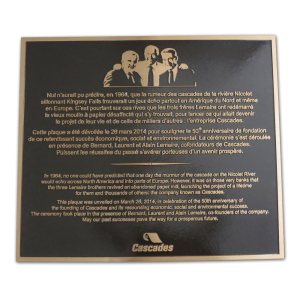 Nul n'aurait pu prédire, en 1964, que la rumeur des cascades de la rivière Nicolet
sillonnant Kingsey Falls trouverait un jour écho partout en Amérique du Nord et même
en Europe. C'est pourtant sur ces rives que les trois frères Lemaire ont redémarré
le vieux moulin à papier désaffecté qui s'y trouvait, pour lancer ce qui allait devenir
le projet de leur vie et de celle de milliers d'autres : l'entreprise Cascades.
Cette plaque a été dévoilée le 26 mars 2014 pour souligner le 50e anniversaire de fondation
de ce retentissant succès économique, social et environnemental. La cérémonie s'est déroulée
en présence de Bernard, Laurent et Alain Lemaire, cofondateurs de Cascades.
Puissent les réussites du passé s'avérer porteuses d'un avenir prospère.
In 1964, no one could have predicted that one day the murmur of the cascades on the Nicolet River
would echo across North America and into parts of Europe. However, it was on those very banks that
the three Lemaire brothers revived an abandoned paper mill, launching the project of a lifetime
for them and thousands of others: the company known as Cascades.
This plaque was unveiled on March 26, 2014, in celebration of the 50th anniversary of
the founding of Cascades and its resounding economic, social and environmental success.
The ceremony took place in the presence of Bernard, Laurent and Alain Lemaire, co-founders of the company.
May our past successes pave the way for a prosperous future.
Cascades